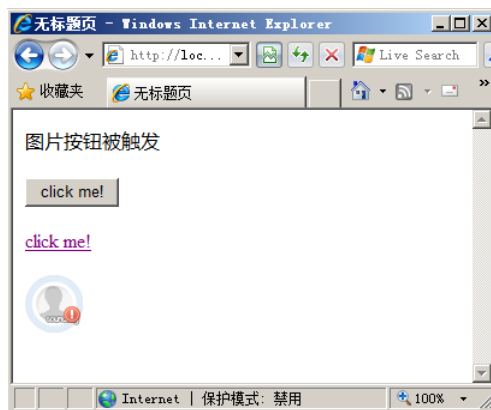 无标题页 - Windows Internet Explorer
http://loc...
Live Search
收藏夹
无标题页
»
图片按钮被触发
click me!
click me!
Internet | 保护模式: 禁用
100%